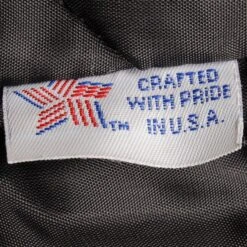 CRAFTED
WITH PRIDE
TM IN U.S.A.